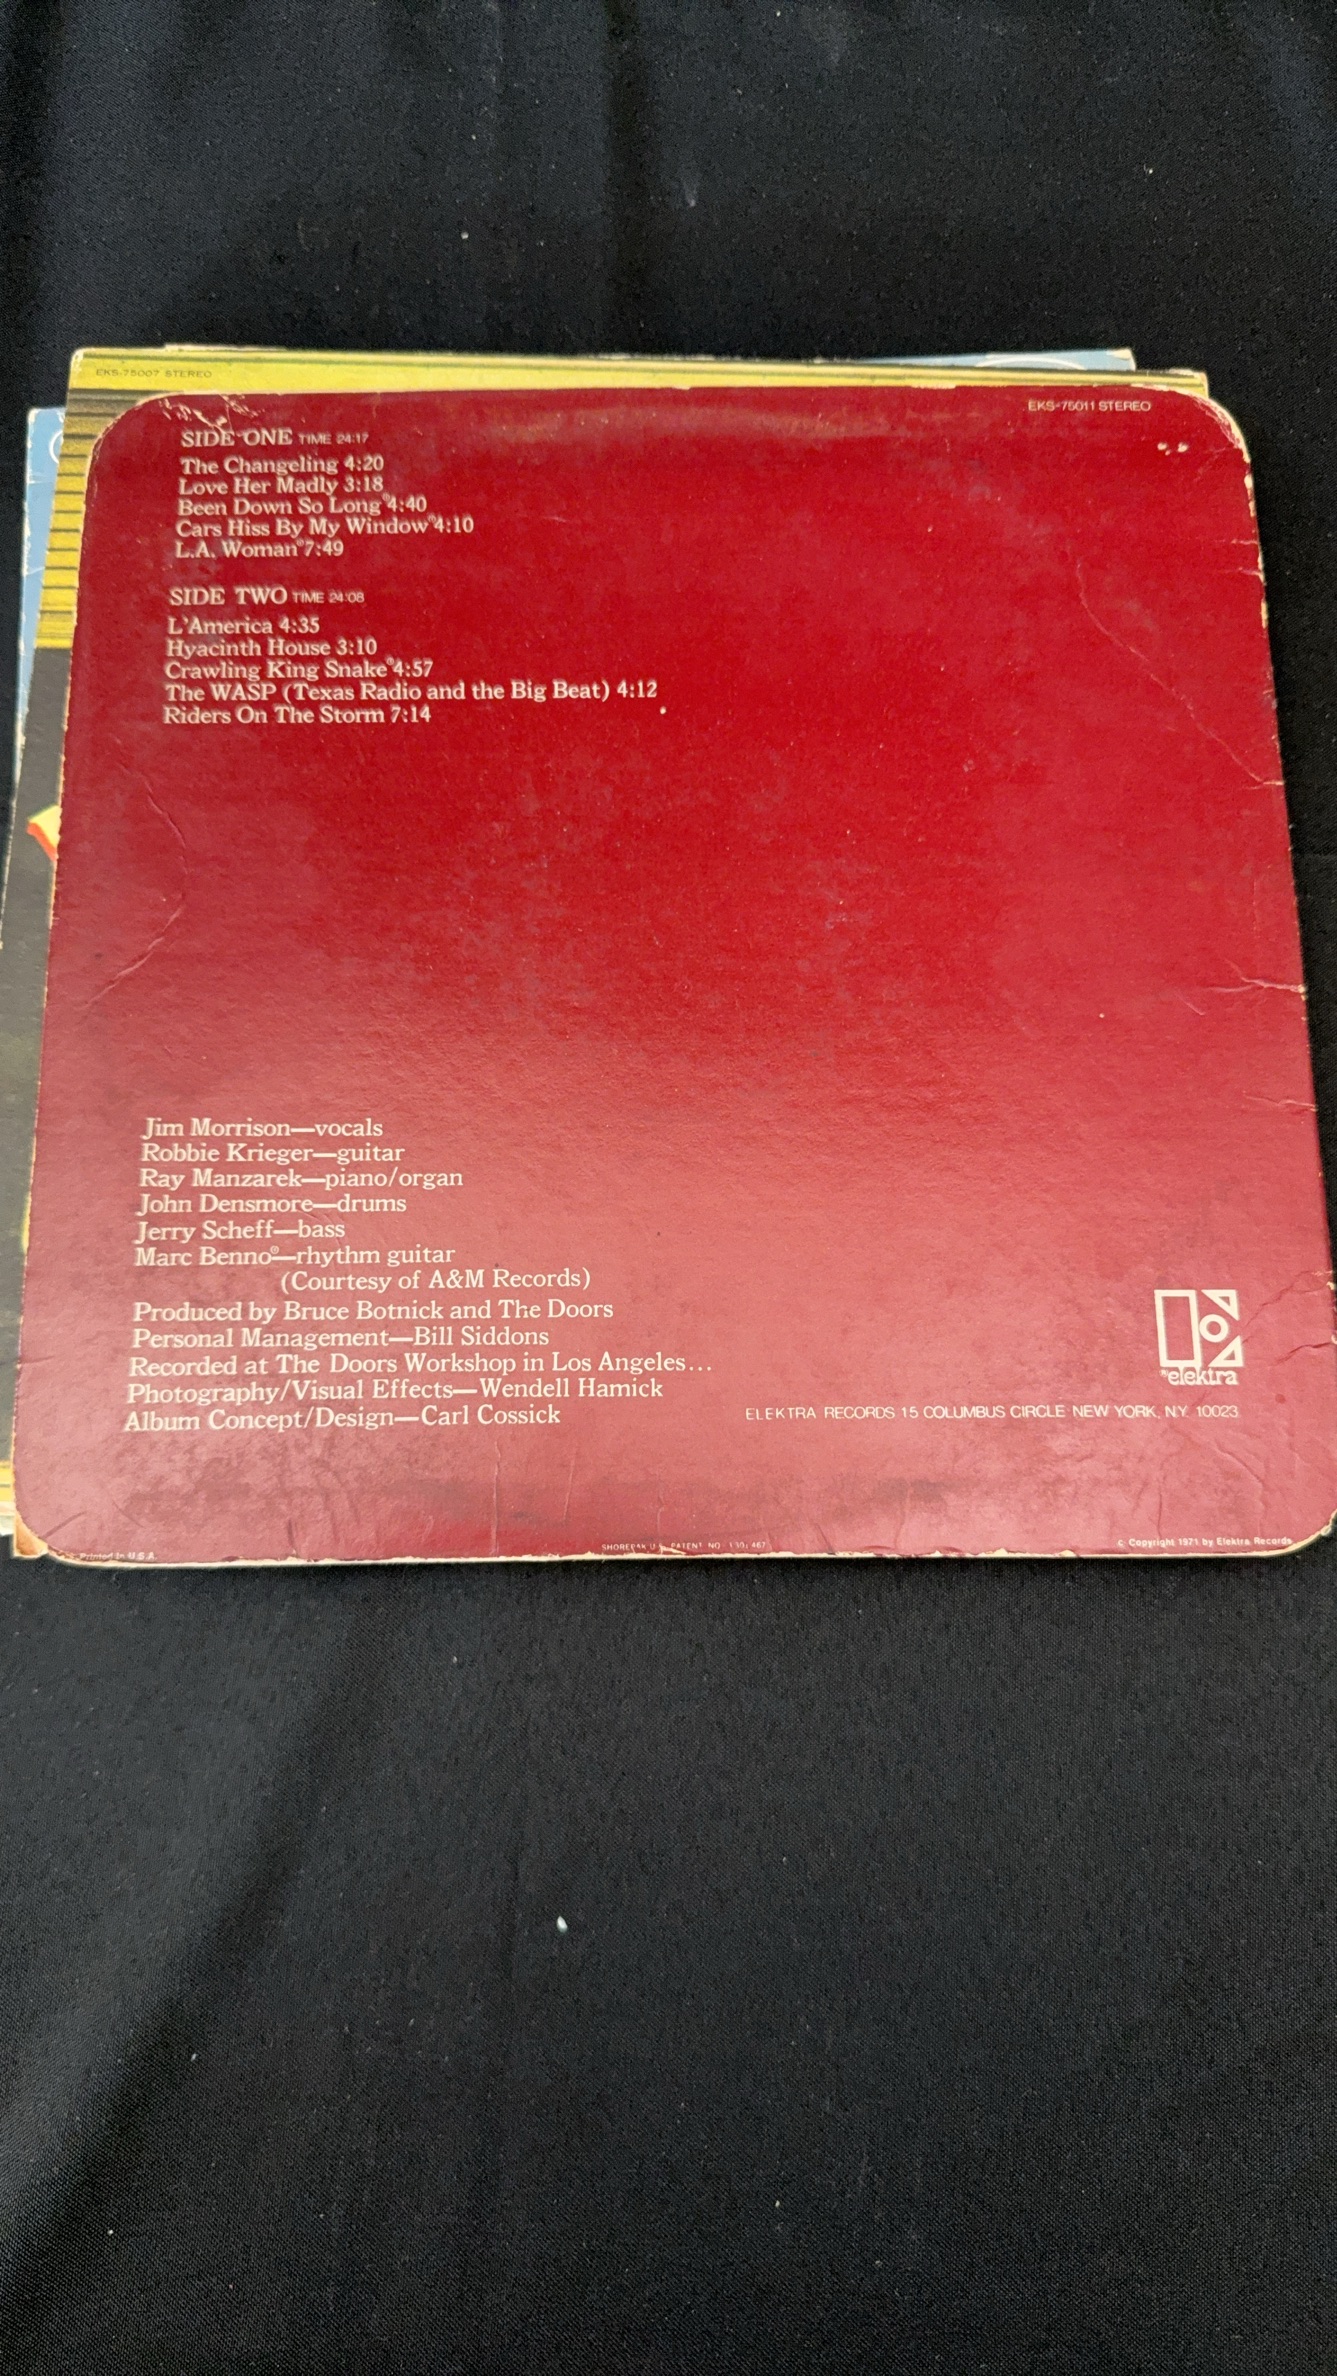 EKS-75007 STEREO
EKS-75011 STEREO
SIDE ONE TIME 24:17
The Changeling 4:20
Love Her Madly 3:18
Been Down So Long® 4:40
Cars Hiss By My Window® 4:10
L.A. Woman® 7:49
SIDE TWO TIME 24:08
L'America 4:35
Hyacinth House 3:10
Crawling King Snake® 4:57
The WASP (Texas Radio and the Big Beat) 4:12
Riders On The Storm 7:14
Jim Morrison—vocals
Robbie Krieger—guitar
Ray Manzarek—piano/organ
John Densmore—drums
Jerry Scheff—bass
Marc Benno®—rhythm guitar
(Courtesy of A&M Records)
Produced by Bruce Botnick and The Doors
Personal Management—Bill Siddons
Recorded at The Doors Workshop in Los Angeles...
Photography/Visual Effects—Wendell Hamick
Album Concept/Design—Carl Cossick
elektra
ELEKTRA RECORDS 15 COLUMBUS CIRCLE NEW YORK, N.Y. 10023
Printed in U.S.A.
PATENT NO.
© Copyright 1971 by Elektra Records